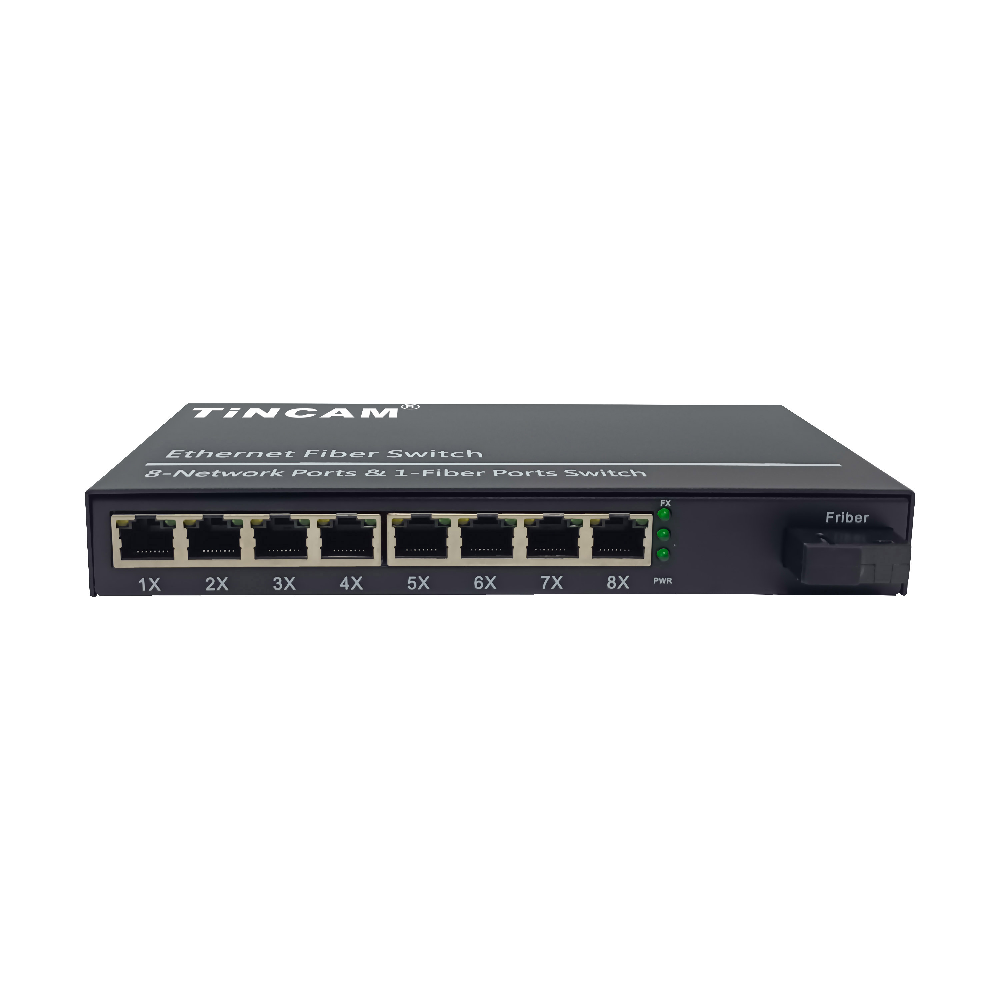 TiNCAM®
Ethernet Fiber Switch
8-Network Ports & 1-Fiber Ports Switch
FX
Friber
1X 2X 3X 4X 5X 6X 7X 8X PWR